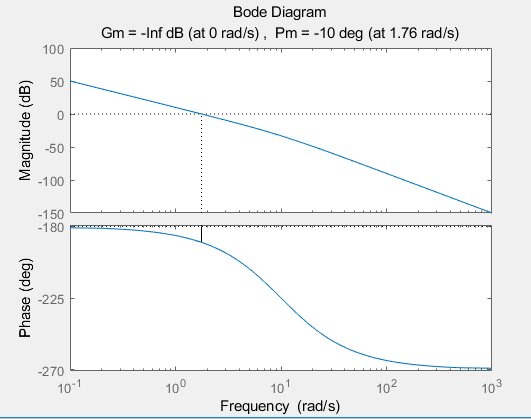 Bode Diagram
Gm = -Inf dB (at 0 rad/s) ,  Pm = -10 deg (at 1.76 rad/s)
100
50
0
-50
-100
-150
Magnitude (dB)
-180
-225
-270
Phase (deg)
10^-1
10^0
10^1
10^2
10^3
Frequency (rad/s)